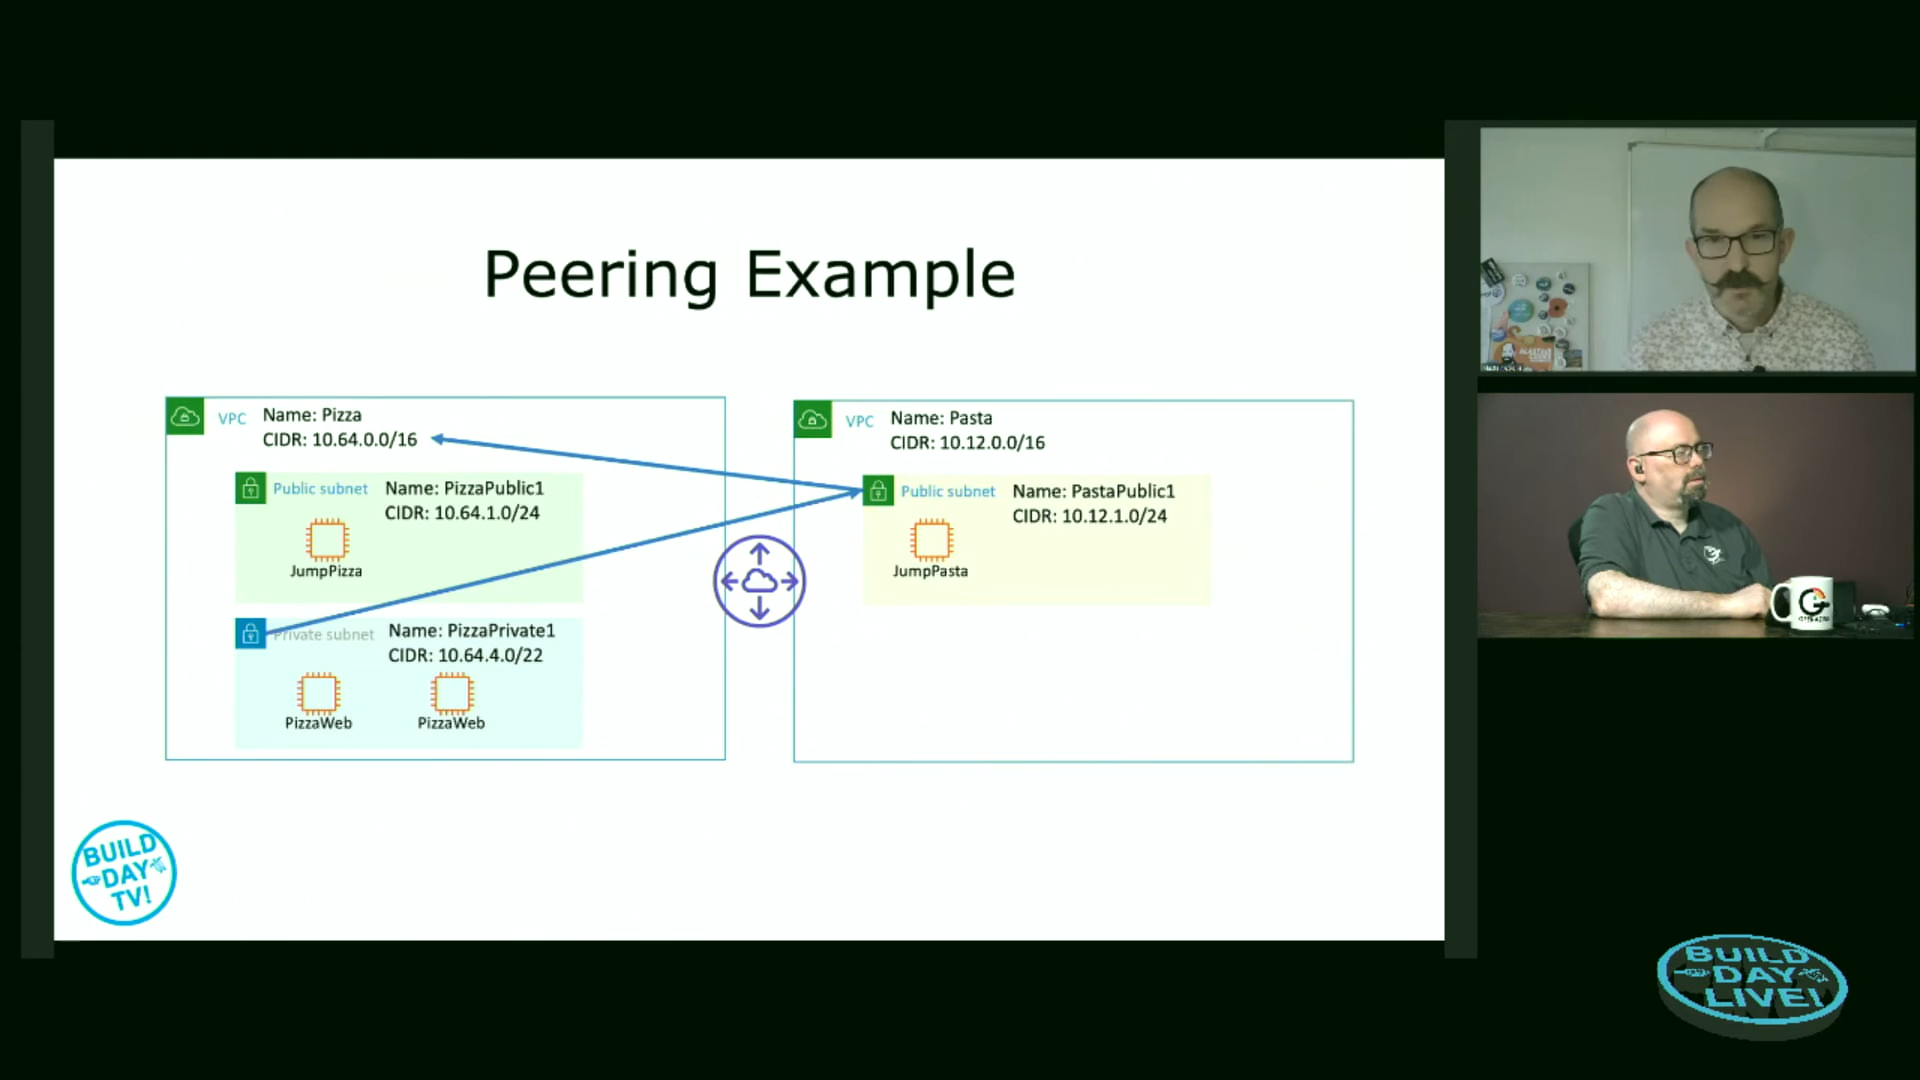 Peering Example
VPC
Name: Pizza
CIDR: 10.64.0.0/16
Public subnet
Name: PizzaPublic1
CIDR: 10.64.1.0/24
JumpPizza
Private subnet
Name: PizzaPrivate1
CIDR: 10.64.4.0/22
PizzaWeb
PizzaWeb
VPC
Name: Pasta
CIDR: 10.12.0.0/16
Public subnet
Name: PastaPublic1
CIDR: 10.12.1.0/24
JumpPasta
BUILD
DAY
TV!
BUILD
DAY
LIVE!